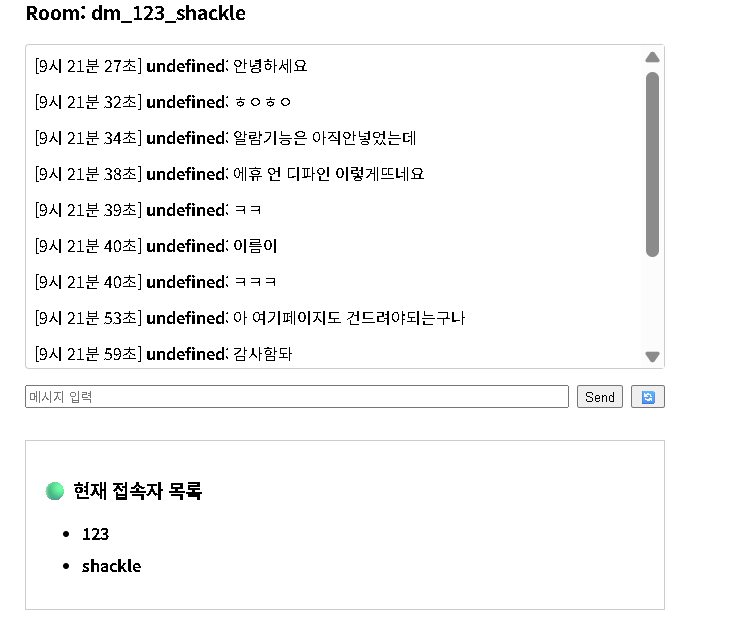 Room: dm_123_shackle
[9시 21분 27초] undefined: 안녕하세요
[9시 21분 32초] undefined: ㅎㅇㅎㅇ
[9시 21분 34초] undefined: 알람기능은 아직안넣었는데
[9시 21분 38초] undefined: 에휴 언 디파인 이렇게뜨네요
[9시 21분 39초] undefined: ㅋㅋ
[9시 21분 40초] undefined: 이름이
[9시 21분 40초] undefined: ㅋㅋㅋ
[9시 21분 53초] undefined: 아 여기페이지도 건드려야되는구나
[9시 21분 59초] undefined: 감사함돠
메시지 입력
Send
현재 접속자 목록
123
shackle